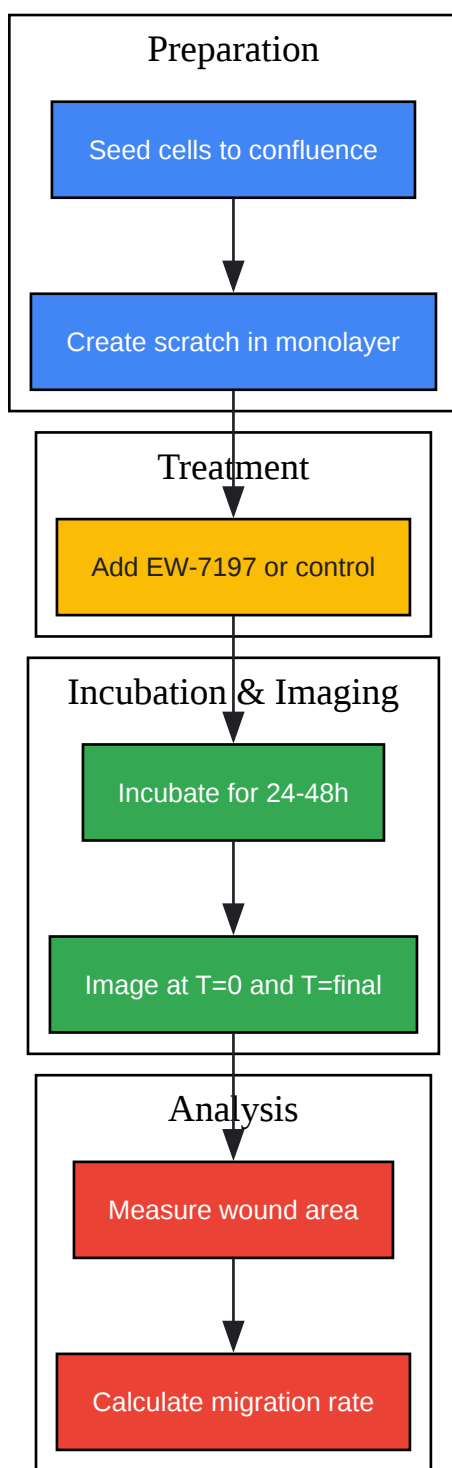 Preparation
Seed cells to confluence
Create scratch in monolayer
Treatment
Add EW-7197 or control
Incubation & Imaging
Incubate for 24-48h
Image at T=0 and T=final
Analysis
Measure wound area
Calculate migration rate